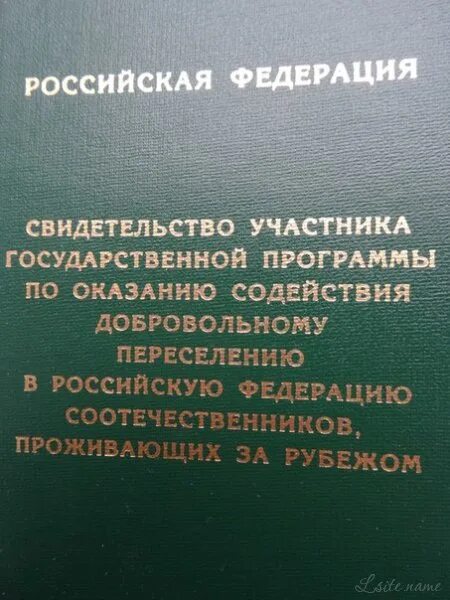 РОССИЙСКАЯ ФЕДЕРАЦИЯ
СВИДЕТЕЛЬСТВО УЧАСТНИКА
ГОСУДАРСТВЕННОЙ ПРОГРАММЫ
ПО ОКАЗАНИЮ СОДЕЙСТВИЯ
ДОБРОВОЛЬНОМУ
ПЕРЕСЕЛЕНИЮ
В РОССИЙСКУЮ ФЕДЕРАЦИЮ
СООТЕЧЕСТВЕННИКОВ,
ПРОЖИВАЮЩИХ ЗА РУБЕЖОМ
Lsite.name